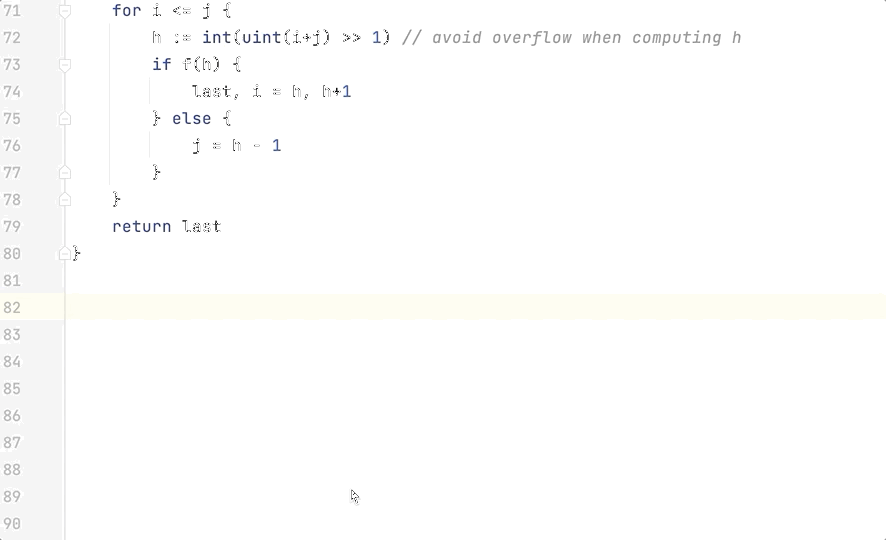 71 for i <= j {
72 h := int(uint(i+j) >> 1) // avoid overflow when computing h
73 if f(h) {
74 last, i = h, h+1
75 } else {
76 j = h - 1
77 }
78 }
79 return last
80 }
81
82
83
84
85
86
87
88
89
90